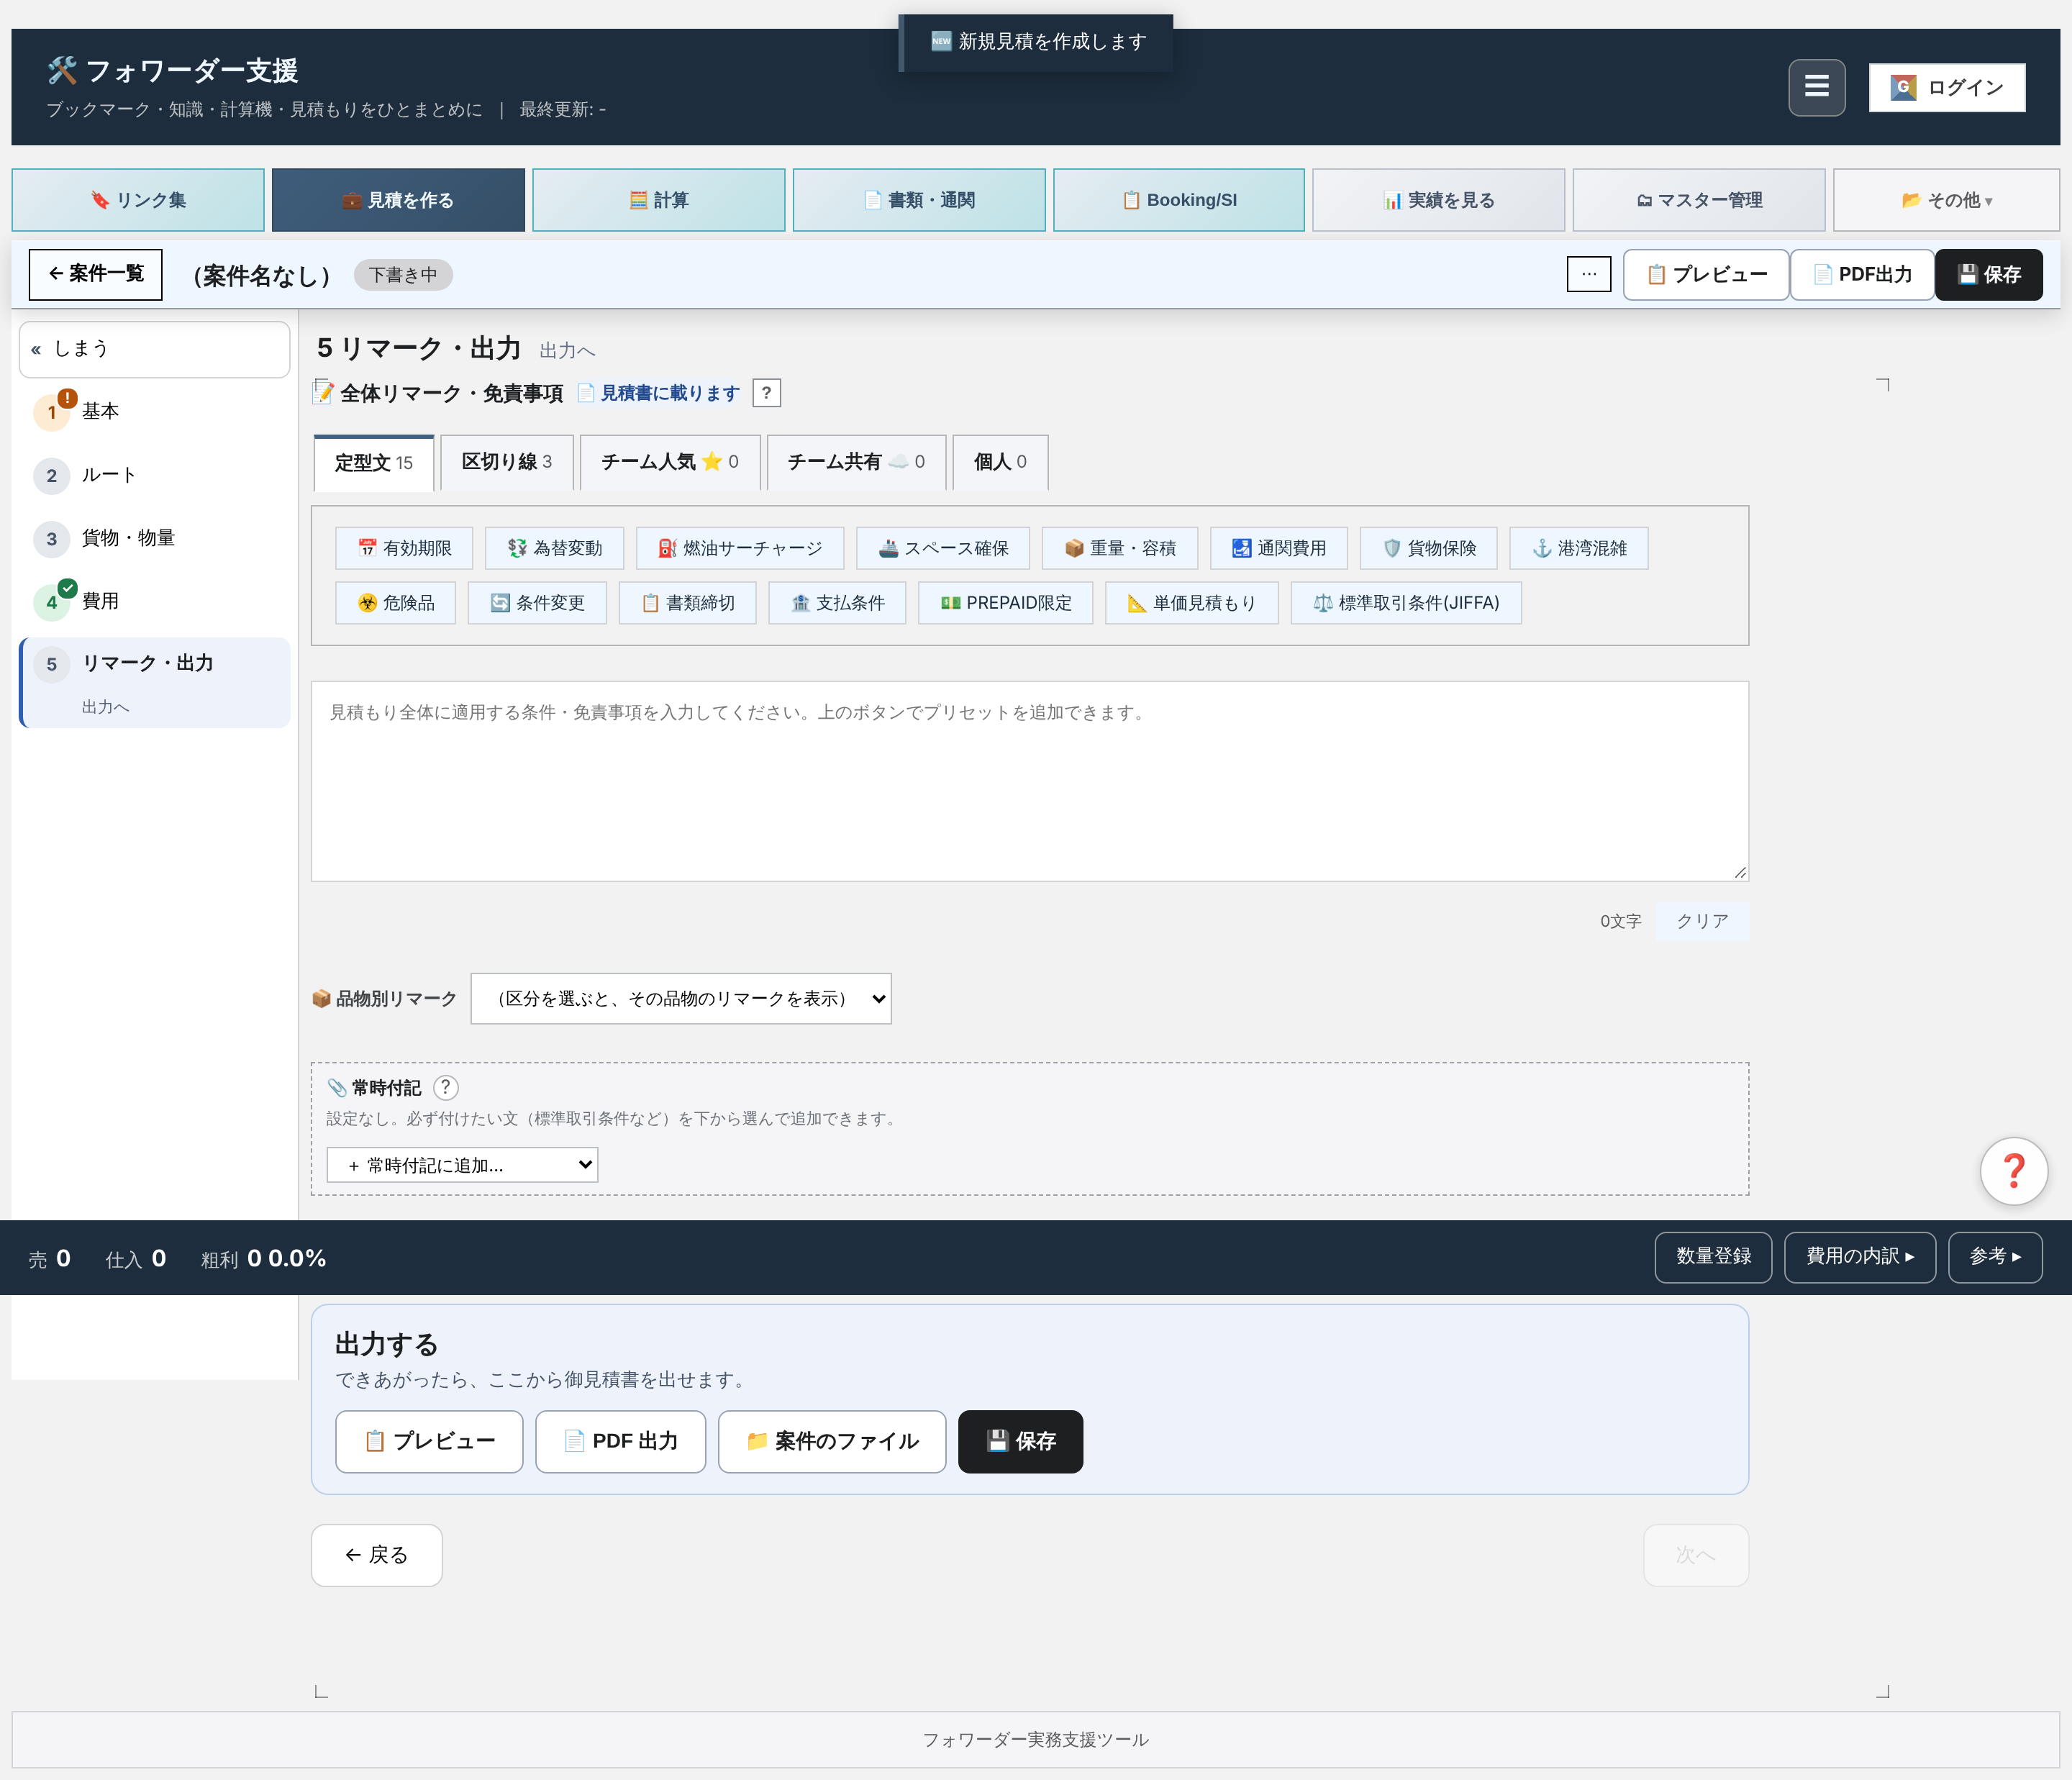 🆕 新規見積を作成します
🛠️ フォワーダー支援
ブックマーク・知識・計算機・見積もりをひとまとめに ｜ 最終更新: -
☰
G ログイン
🔖 リンク集
💼 見積を作る
🧮 計算
📄 書類・通関
📋 Booking/SI
📊 実績を見る
🗂 マスター管理
📂 その他 ▾
← 案件一覧
（案件名なし）
下書き中
…
📋 プレビュー
📄 PDF出力
💾 保存
« しまう
1 ! 基本
2 ルート
3 貨物・物量
4 ✓ 費用
5 リマーク・出力
出力へ
5 リマーク・出力 出力へ
📝 全体リマーク・免責事項 📄 見積書に載ります ?
定型文 15
区切り線 3
チーム人気 ⭐ 0
チーム共有 ☁️ 0
個人 0
📅 有効期限
💱 為替変動
⛽ 燃油サーチャージ
🚢 スペース確保
📦 重量・容積
🛃 通関費用
🛡️ 貨物保険
⚓ 港湾混雑
☣️ 危険品
🔄 条件変更
📋 書類締切
🏦 支払条件
💵 PREPAID限定
📐 単価見積もり
⚖️ 標準取引条件(JIFFA)
見積もり全体に適用する条件・免責事項を入力してください。上のボタンでプリセットを追加できます。
0文字 クリア
📦 品物別リマーク （区分を選ぶと、その品物のリマークを表示）
📎 常時付記 ?
設定なし。必ず付けたい文（標準取引条件など）を下から選んで追加できます。
＋ 常時付記に追加...
❓
売 0 仕入 0 粗利 0 0.0%
数量登録
費用の内訳 ▸
参考 ▸
出力する
できあがったら、ここから御見積書を出せます。
📋 プレビュー
📄 PDF 出力
📁 案件のファイル
💾 保存
← 戻る
次へ
フォワーダー実務支援ツール